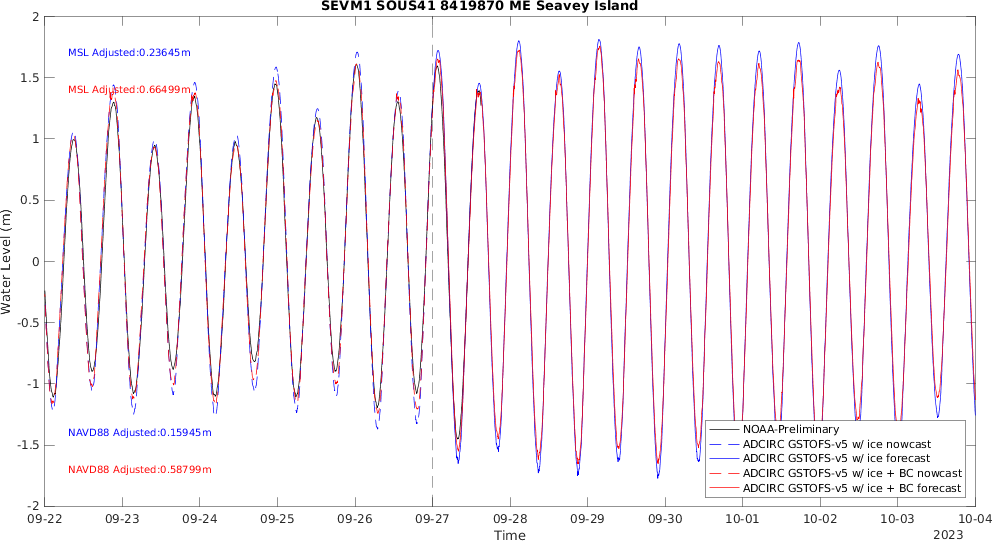 SEVM1 SOUS41 8419870 ME Seavey Island
2
1.5
1
0.5
0
-0.5
-1
-1.5
-2
Water Level (m)
MSL Adjusted:0.23645m
MSL Adjusted:0.66499m
NAVD88 Adjusted:0.15945m
NAVD88 Adjusted:0.58799m
NOAA-Preliminary
ADCIRC GSTOFS-v5 w/ ice nowcast
ADCIRC GSTOFS-v5 w/ ice forecast
ADCIRC GSTOFS-v5 w/ ice + BC nowcast
ADCIRC GSTOFS-v5 w/ ice + BC forecast
09-22 09-23 09-24 09-25 09-26 09-27 09-28 09-29 09-30 10-01 10-02 10-03 10-04
Time
2023